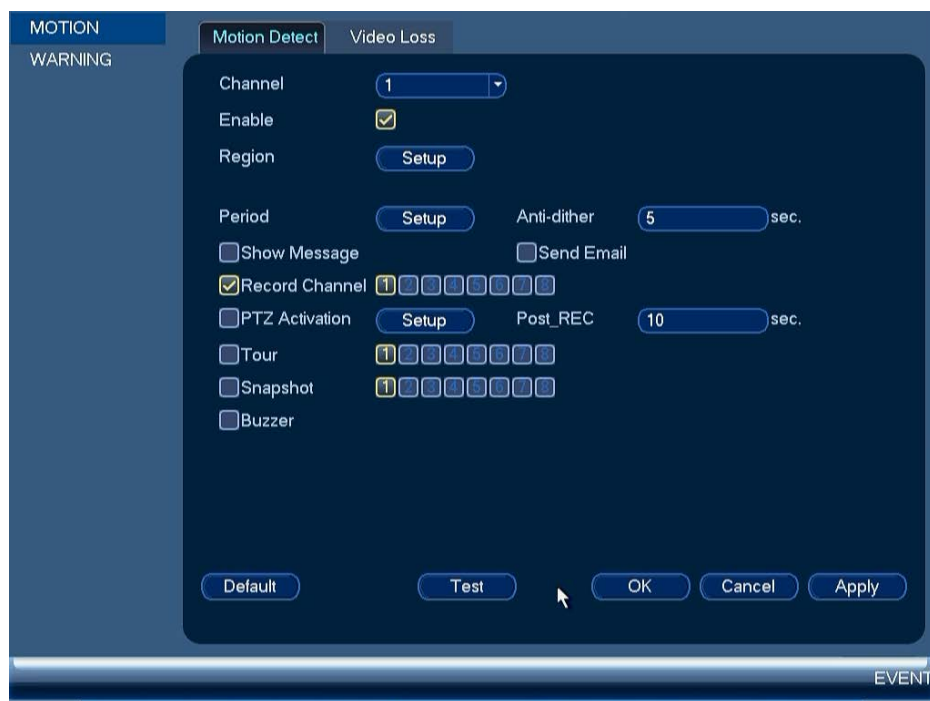 MOTION
WARNING
Motion Detect Video Loss
Channel 1
Enable
Region Setup
Period Setup Anti-dither 5 sec.
Show Message Send Email
Record Channel 1 2 3 4 5 6 7 8
PTZ Activation Setup Post_REC 10 sec.
Tour 1 2 3 4 5 6 7 8
Snapshot 1 2 3 4 5 6 7 8
Buzzer
Default Test OK Cancel Apply
EVENT